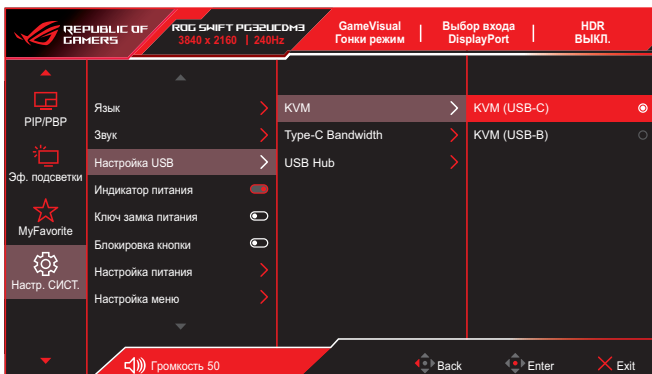 REPUBLIC OF
GAMERS
ROG SWIFT PG32UCDM3
3840 x 2160 | 240Hz
GameVisual
Гонки режим
Выбор входа
DisplayPort
HDR
ВЫКЛ.
PIP/PBP
Эф. подсветки
MyFavorite
Настр. СИСТ.
Язык
Звук
Настройка USB
Индикатор питания
Ключ замка питания
Блокировка кнопки
Настройка питания
Настройка меню
KVM
Type-C Bandwidth
USB Hub
KVM (USB-C)
KVM (USB-B)
Громкость 50
Back
Enter
Exit